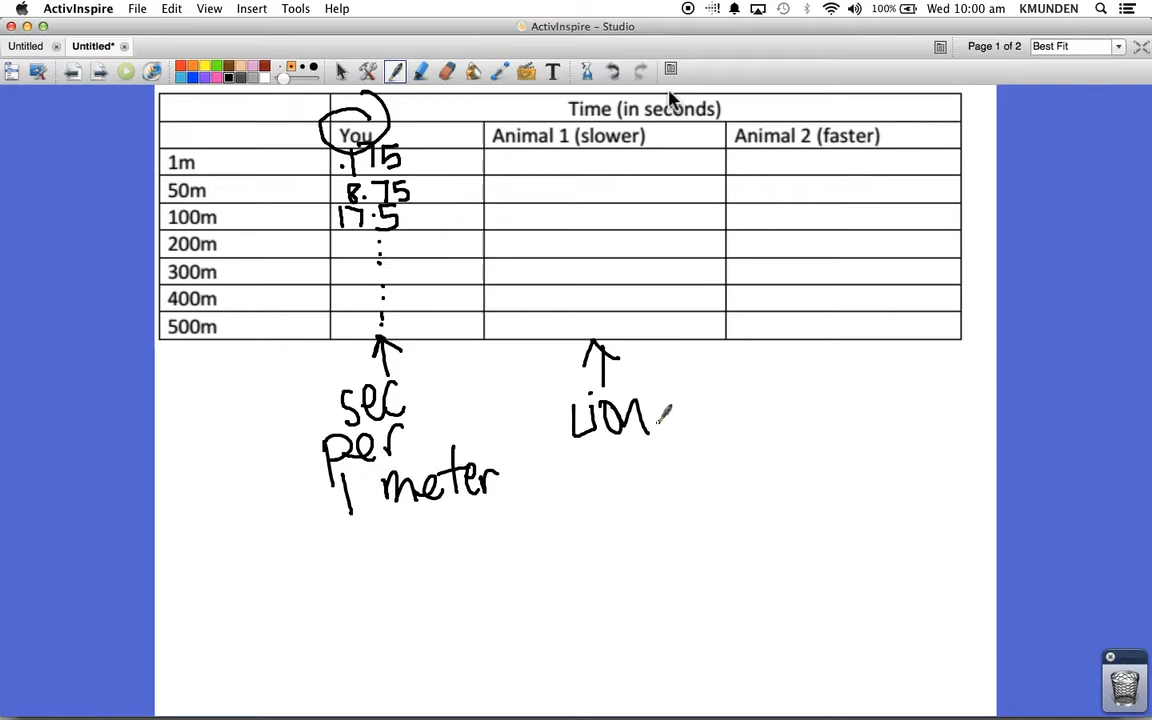 ActivInspire File Edit View Insert Tools Help 100% Wed 10:00 am KMUNDEN
ActivInspire – Studio
Untitled Untitled* Page 1 of 2 Best Fit
Time (in seconds)
You Animal 1 (slower) Animal 2 (faster)
1m .175
50m 8.75
100m 17.5
200m
300m
400m
500m
sec
per
1 meter
Lion